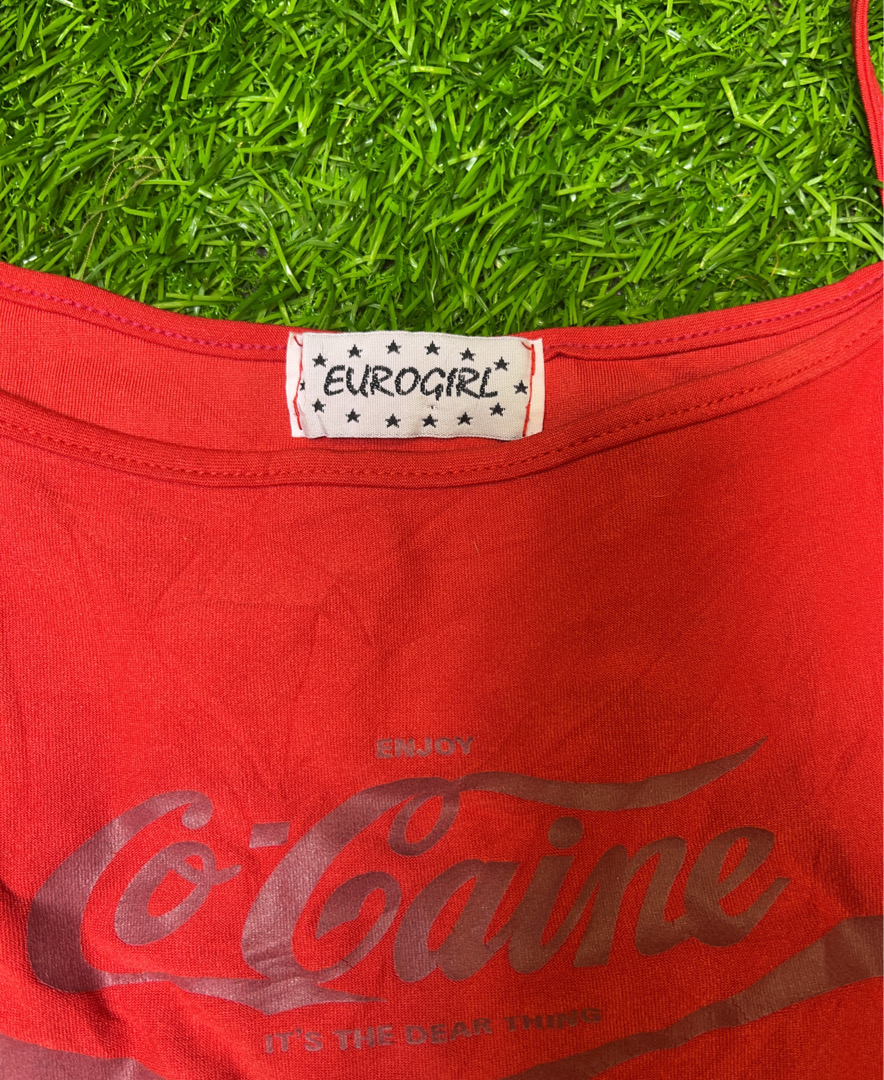 EUROGIRL
ENJOY
Co-Caine
IT'S THE DEAR THING